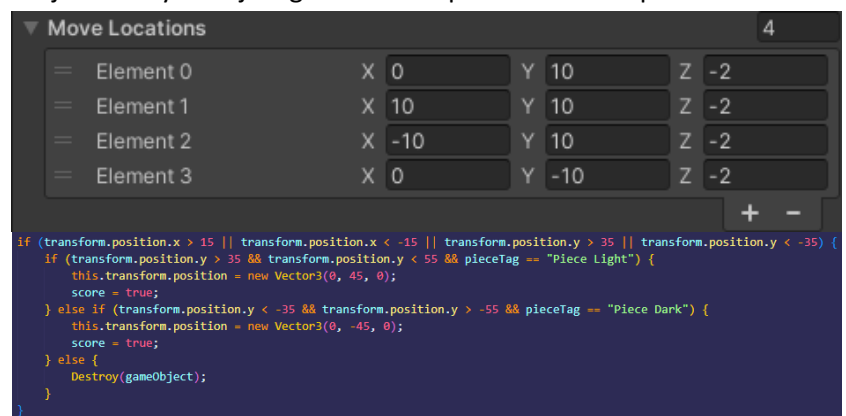 Move Locations 4
Element 0 X 0 Y 10 Z -2
Element 1 X 10 Y 10 Z -2
Element 2 X -10 Y 10 Z -2
Element 3 X 0 Y -10 Z -2
+ -
if (transform.position.x > 15 || transform.position.x < -15 || transform.position.y > 35 || transform.position.y < -35) {
if (transform.position.y > 35 && transform.position.y < 55 && pieceTag == "Piece Light") {
this.transform.position = new Vector3(0, 45, 0);
score = true;
} else if (transform.position.y < -35 && transform.position.y > -55 && pieceTag == "Piece Dark") {
this.transform.position = new Vector3(0, -45, 0);
score = true;
} else {
Destroy(gameObject);
}
}